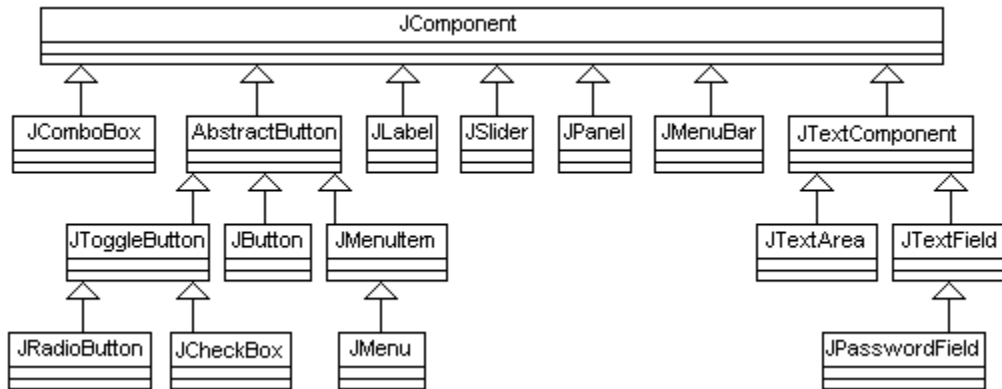 JComponent
JComboBox AbstractButton JLabel JSlider JPanel JMenuBar JTextComponent
JToggleButton JButton JMenuItem JTextArea JTextField
JRadioButton JCheckBox JMenu JPasswordField